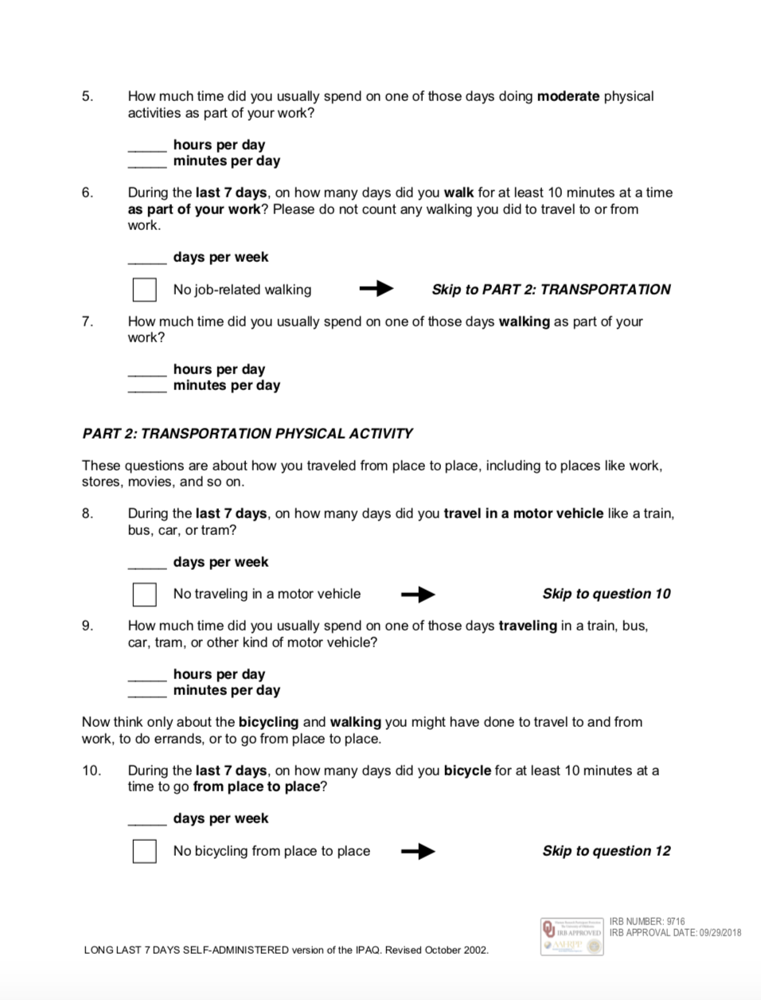 5. How much time did you usually spend on one of those days doing moderate physical
activities as part of your work?
_____ hours per day
_____ minutes per day
6. During the last 7 days, on how many days did you walk for at least 10 minutes at a time
as part of your work? Please do not count any walking you did to travel to or from
work.
_____ days per week
No job-related walking Skip to PART 2: TRANSPORTATION
7. How much time did you usually spend on one of those days walking as part of your
work?
_____ hours per day
_____ minutes per day
PART 2: TRANSPORTATION PHYSICAL ACTIVITY
These questions are about how you traveled from place to place, including to places like work,
stores, movies, and so on.
8. During the last 7 days, on how many days did you travel in a motor vehicle like a train,
bus, car, or tram?
_____ days per week
No traveling in a motor vehicle Skip to question 10
9. How much time did you usually spend on one of those days traveling in a train, bus,
car, tram, or other kind of motor vehicle?
_____ hours per day
_____ minutes per day
Now think only about the bicycling and walking you might have done to travel to and from
work, to do errands, or to go from place to place.
10. During the last 7 days, on how many days did you bicycle for at least 10 minutes at a
time to go from place to place?
_____ days per week
No bicycling from place to place Skip to question 12
IRB APPROVED
AAHRPP
IRB NUMBER: 9716
IRB APPROVAL DATE: 09/29/2018
LONG LAST 7 DAYS SELF-ADMINISTERED version of the IPAQ. Revised October 2002.